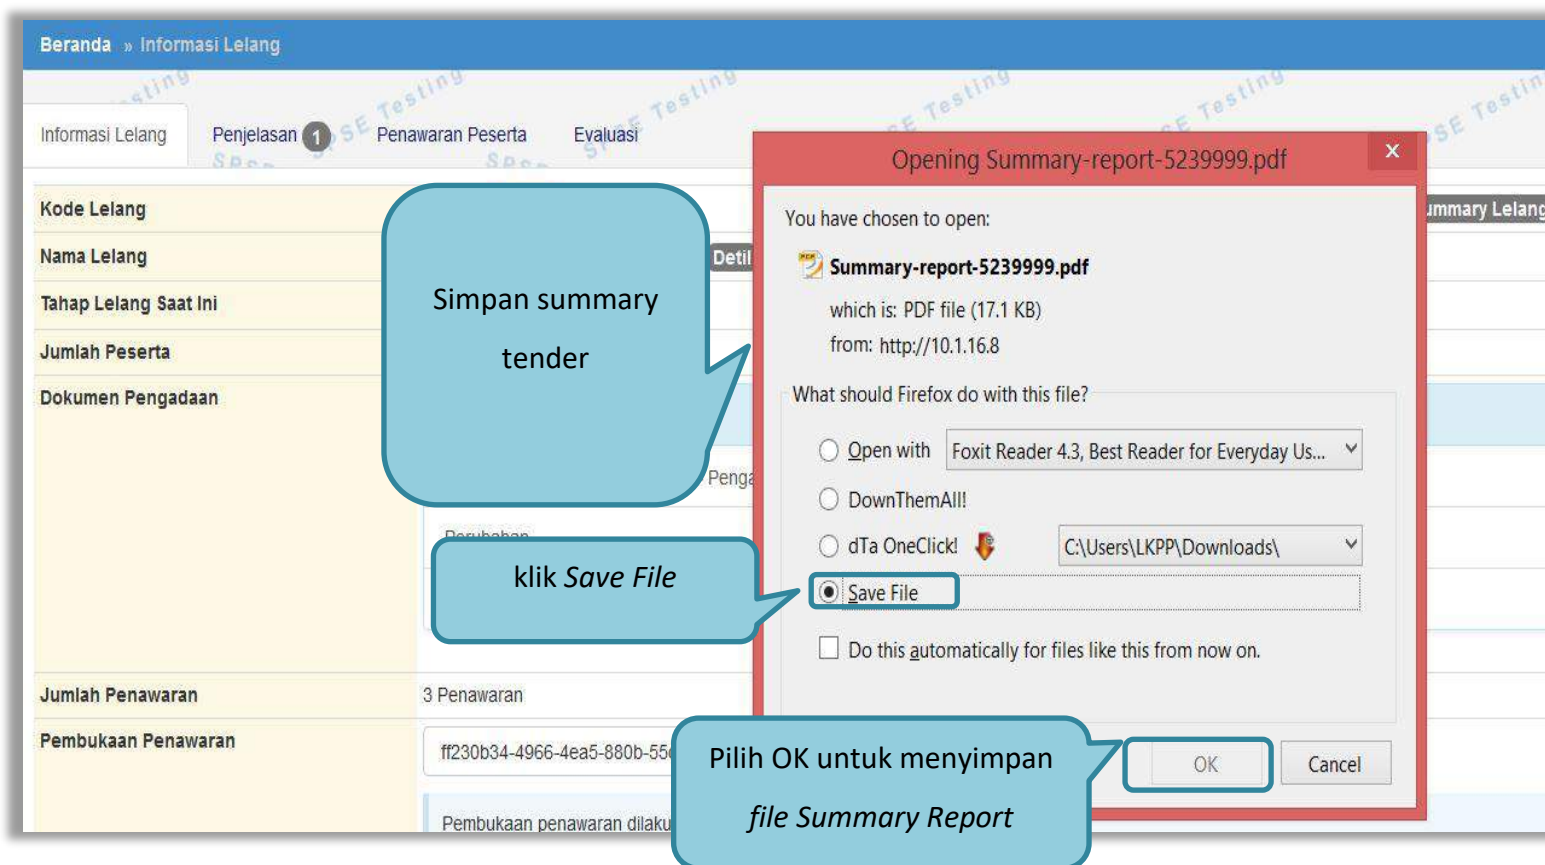 Beranda » Informasi Lelang
Informasi Lelang Penjelasan 1 Penawaran Peserta Evaluasi
SPSE Testing
Kode Lelang
Summary Lelang
Nama Lelang
Detil
Tahap Lelang Saat Ini
Jumlah Peserta
Dokumen Pengadaan
Perubahan
Jumlah Penawaran
3 Penawaran
Pembukaan Penawaran
ff230b34-4966-4ea5-880b-55
Pembukaan penawaran
Simpan summary
tender
klik Save File
Opening Summary-report-5239999.pdf
x
You have chosen to open:
Summary-report-5239999.pdf
which is: PDF file (17.1 KB)
from: http://10.1.16.8
What should Firefox do with this file?
Open with Foxit Reader 4.3, Best Reader for Everyday Us...
DownThemAll!
dTa OneClick! C:\Users\LKPP\Downloads\
Save File
Do this automatically for files like this from now on.
OK Cancel
Pilih OK untuk menyimpan
file Summary Report